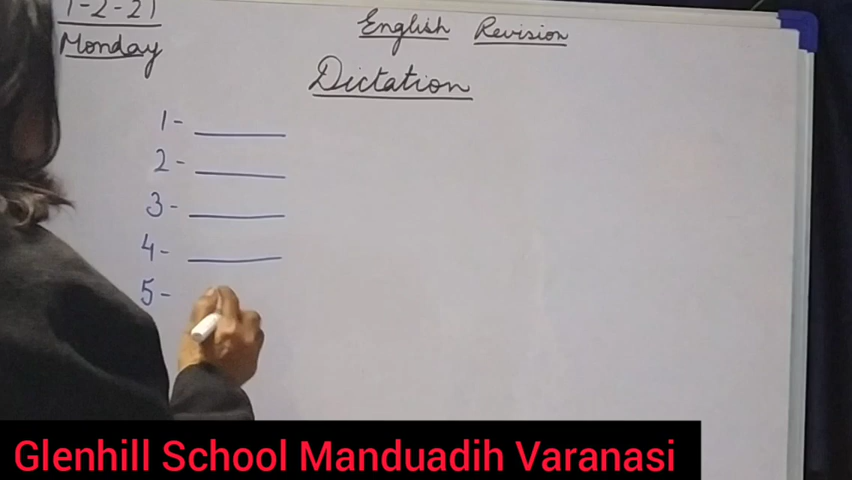 1-2-21
Monday
English Revision
Dictation
1-
2-
3-
4-
5-
Glenhill School Manduadih Varanasi